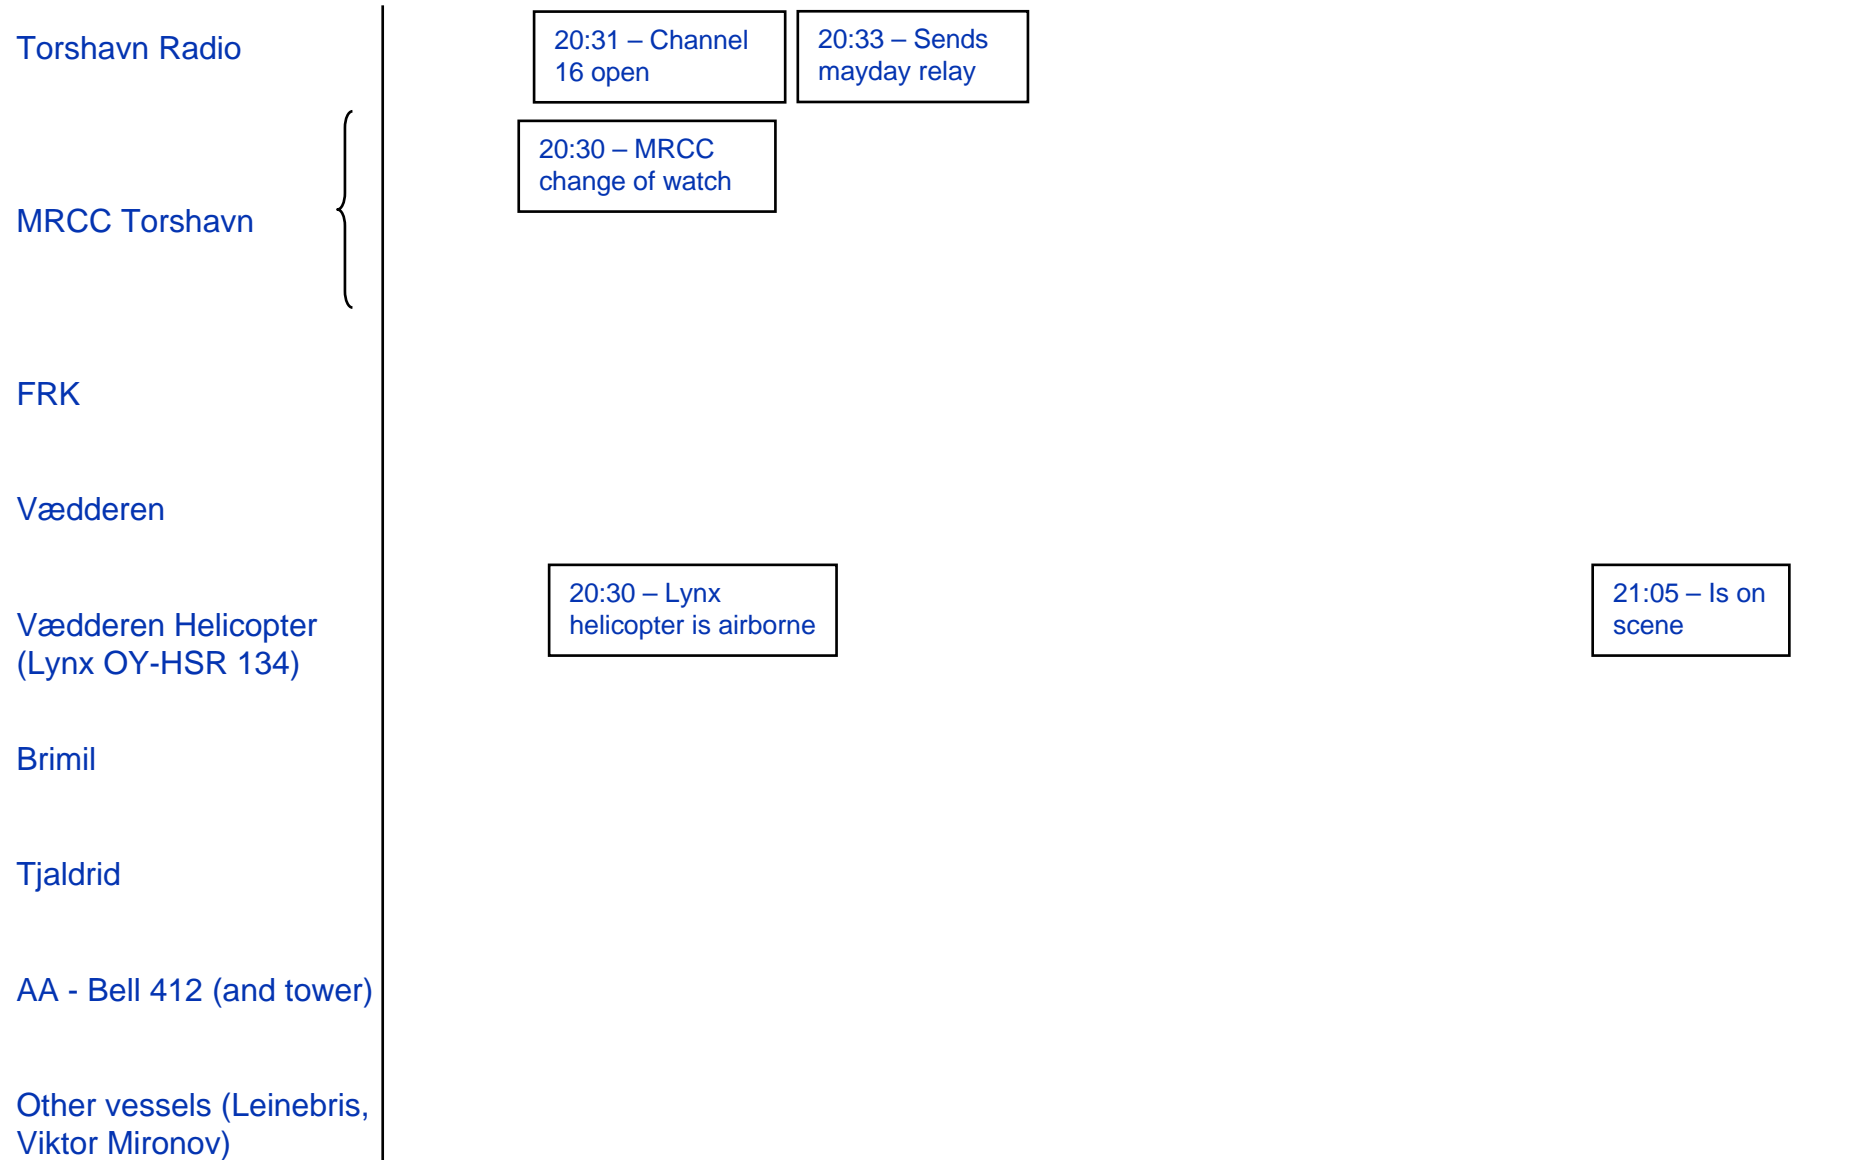 Torshavn Radio
20:31 – Channel
16 open
20:33 – Sends
mayday relay
MRCC Torshavn
20:30 – MRCC
change of watch
FRK
Vædderen
Vædderen Helicopter
(Lynx OY-HSR 134)
20:30 – Lynx
helicopter is airborne
21:05 – Is on
scene
Brimil
Tjaldrid
AA - Bell 412 (and tower)
Other vessels (Leinebris,
Viktor Mironov)